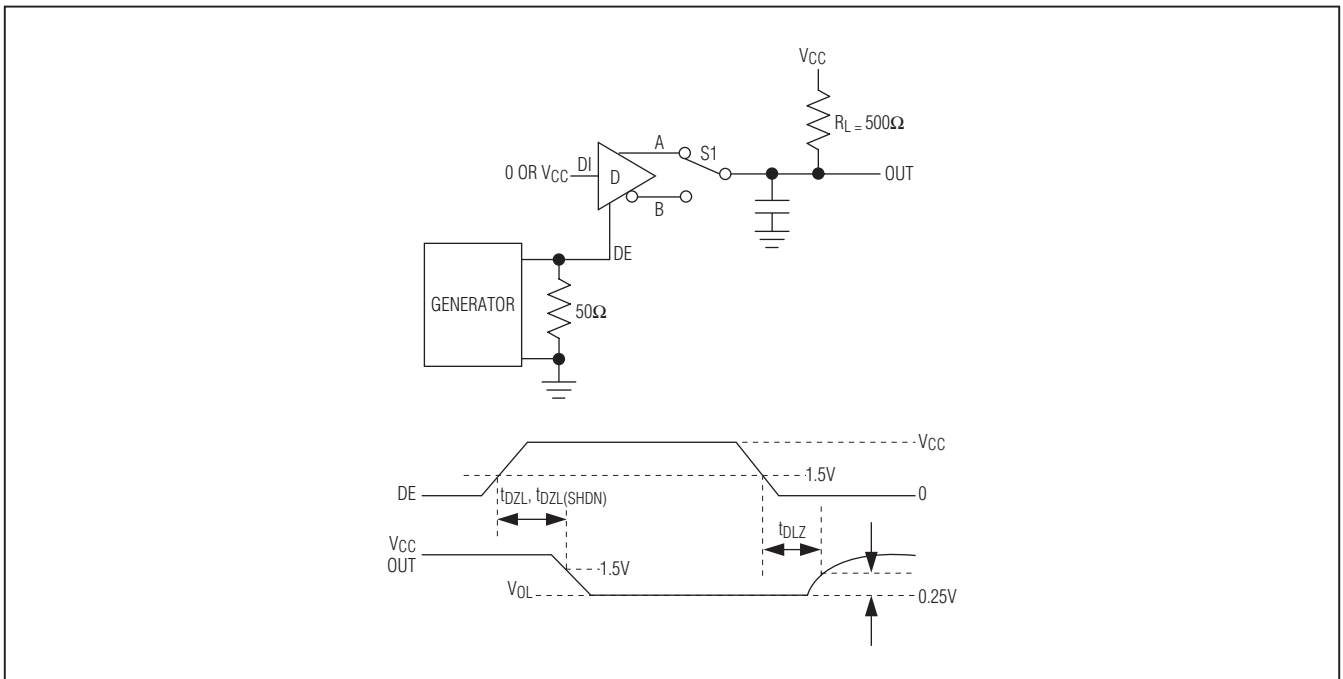 VCC
RL = 500Ω
A
S1
0 OR VCC
DI
D
OUT
B
DE
GENERATOR
50Ω
VCC
1.5V
DE
0
tDZL, tDZL(SHDN)
tDLZ
VCC
OUT
1.5V
VOL
0.25V